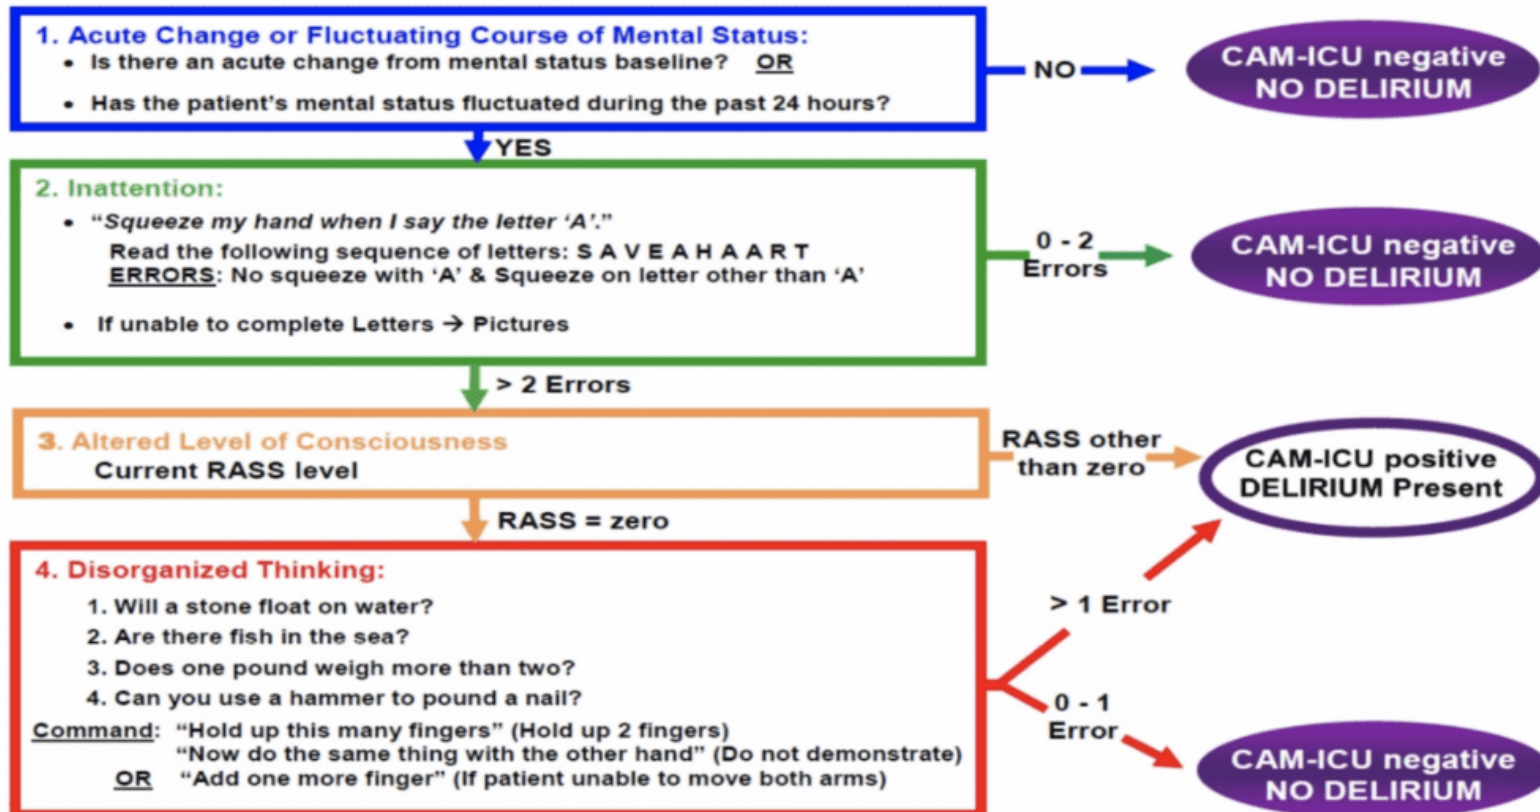 1. Acute Change or Fluctuating Course of Mental Status:
• Is there an acute change from mental status baseline? OR
• Has the patient's mental status fluctuated during the past 24 hours?
NO
CAM-ICU negative
NO DELIRIUM
YES
2. Inattention:
• "Squeeze my hand when I say the letter 'A'."
Read the following sequence of letters: S A V E A H A A R T
ERRORS: No squeeze with 'A' & Squeeze on letter other than 'A'
• If unable to complete Letters → Pictures
0 - 2
Errors
CAM-ICU negative
NO DELIRIUM
> 2 Errors
3. Altered Level of Consciousness
Current RASS level
RASS other
than zero
CAM-ICU positive
DELIRIUM Present
RASS = zero
4. Disorganized Thinking:
1. Will a stone float on water?
2. Are there fish in the sea?
3. Does one pound weigh more than two?
4. Can you use a hammer to pound a nail?
Command: "Hold up this many fingers" (Hold up 2 fingers)
"Now do the same thing with the other hand" (Do not demonstrate)
OR "Add one more finger" (If patient unable to move both arms)
> 1 Error
0 - 1
Error
CAM-ICU negative
NO DELIRIUM